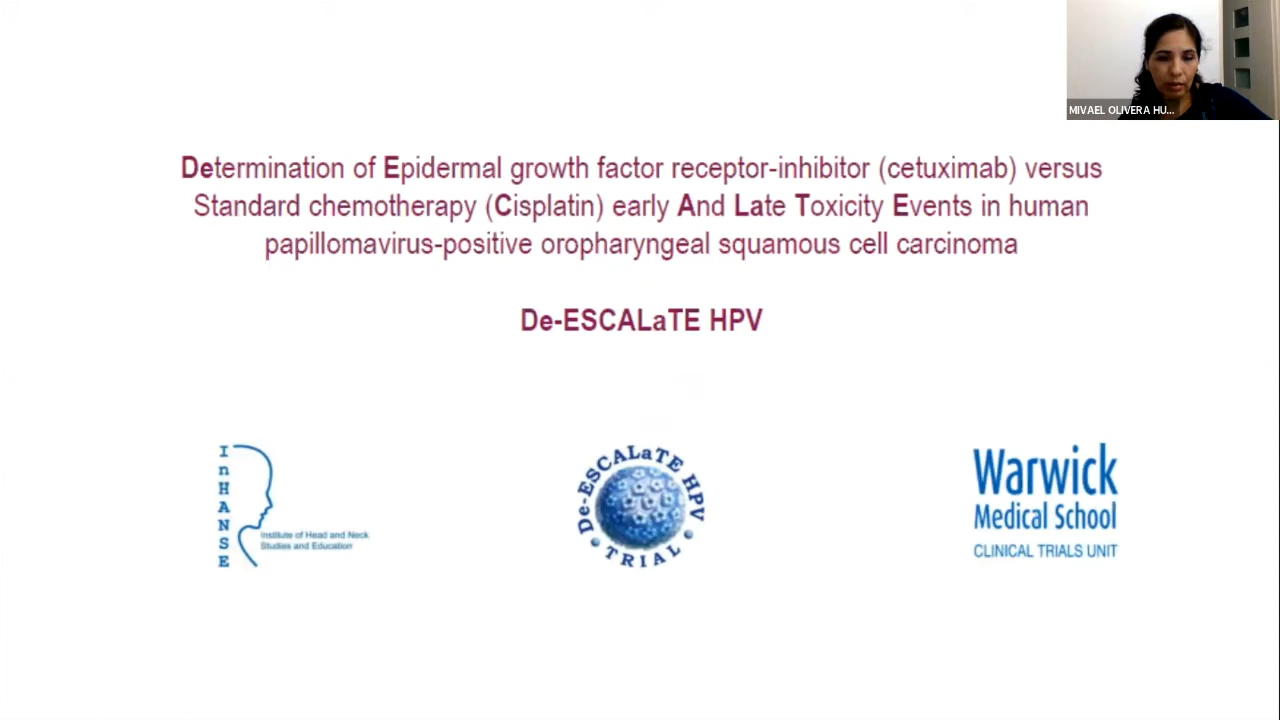 MIVAEL OLIVERA HU...
Determination of Epidermal growth factor receptor-inhibitor (cetuximab) versus
Standard chemotherapy (Cisplatin) early And Late Toxicity Events in human
papillomavirus-positive oropharyngeal squamous cell carcinoma
De-ESCALaTE HPV
InHANSE
Institute of Head and Neck
Studies and Education
De-ESCALaTE HPV
TRIAL
Warwick
Medical School
CLINICAL TRIALS UNIT